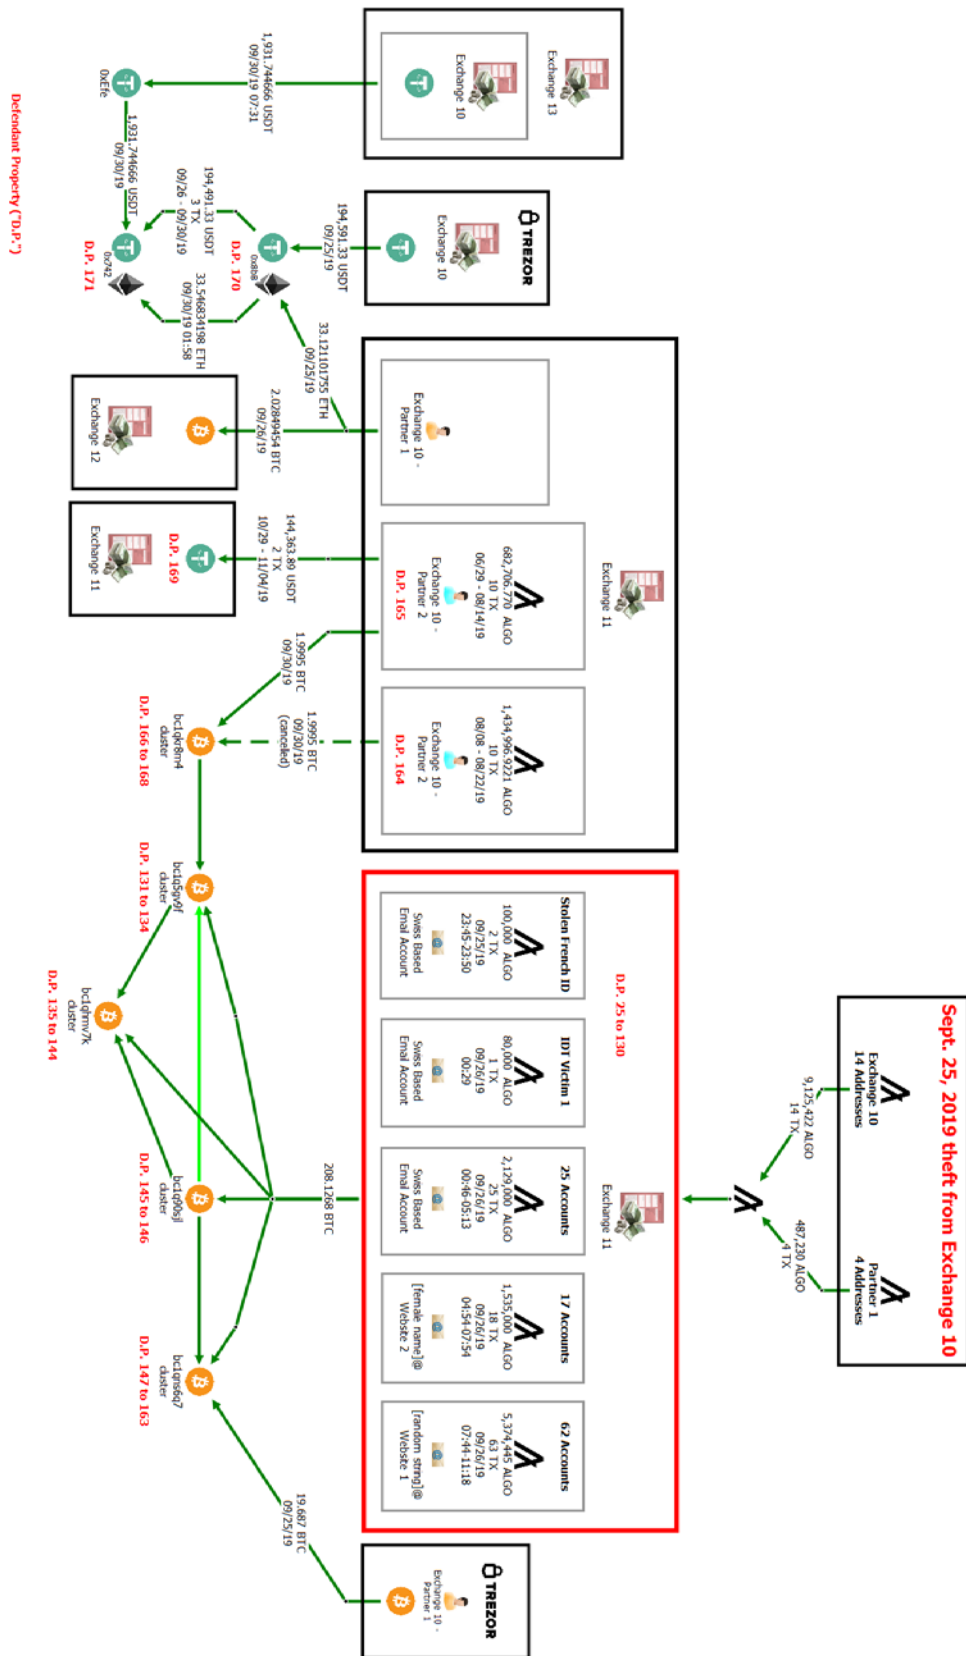 Sept. 25, 2019 theft from Exchange 10
Exchange 10
14 Addresses
Partner 1
4 Addresses
9,125,422 ALGO
14 TX
487,230 ALGO
4 TX
Exchange 13
Exchange 10
TREZOR
Exchange 10
Exchange 11
Exchange 10 -
Partner 1
682,706.770 ALGO
10 TX
06/29 - 08/14/19
Exchange 10 -
Partner 2
D.P. 165
1,434,996.9221 ALGO
10 TX
08/08 - 08/22/19
Exchange 10 -
Partner 2
D.P. 164
D.P. 25 to 130
Exchange 11
Stolen French ID
100,000 ALGO
2 TX
09/25/19
23:45-23:50
Swiss Based
Email Account
IDT Victim 1
80,000 ALGO
1 TX
09/26/19
00:29
Swiss Based
Email Account
25 Accounts
2,129,000 ALGO
25 TX
09/26/19
00:46-05:13
Swiss Based
Email Account
17 Accounts
1,535,000 ALGO
18 TX
09/26/19
04:54-07:54
[female name]@
Website 2
62 Accounts
5,374,445 ALGO
63 TX
09/26/19
07:44-11:18
[random string]@
Website 1
TREZOR
Exchange 10 -
Partner 1
1,931.744666 USDT
09/30/19 07:31
194,591.33 USDT
09/25/19
33.121101755 ETH
09/25/19
2.02849454 BTC
09/26/19
144,363.89 USDT
2 TX
10/29 - 11/04/19
1.9995 BTC
09/30/19
1.9995 BTC
09/30/19
(cancelled)
208.1268 BTC
19.687 BTC
09/25/19
0xEfe
1,931.744666 USDT
09/30/19
194,491.33 USDT
3 TX
09/26 - 09/30/19
0x8b8
D.P. 170
0x742
D.P. 171
33.546834198 ETH
09/30/19 01:58
Exchange 12
D.P. 169
Exchange 11
bc1qkr8m4
cluster
D.P. 166 to 168
bc1q5gv9f
cluster
D.P. 131 to 134
bc1qhmv7k
cluster
D.P. 135 to 144
bc1q90sjl
cluster
D.P. 145 to 146
bc1qns6q7
cluster
D.P. 147 to 163
Defendant Property ("D.P.")